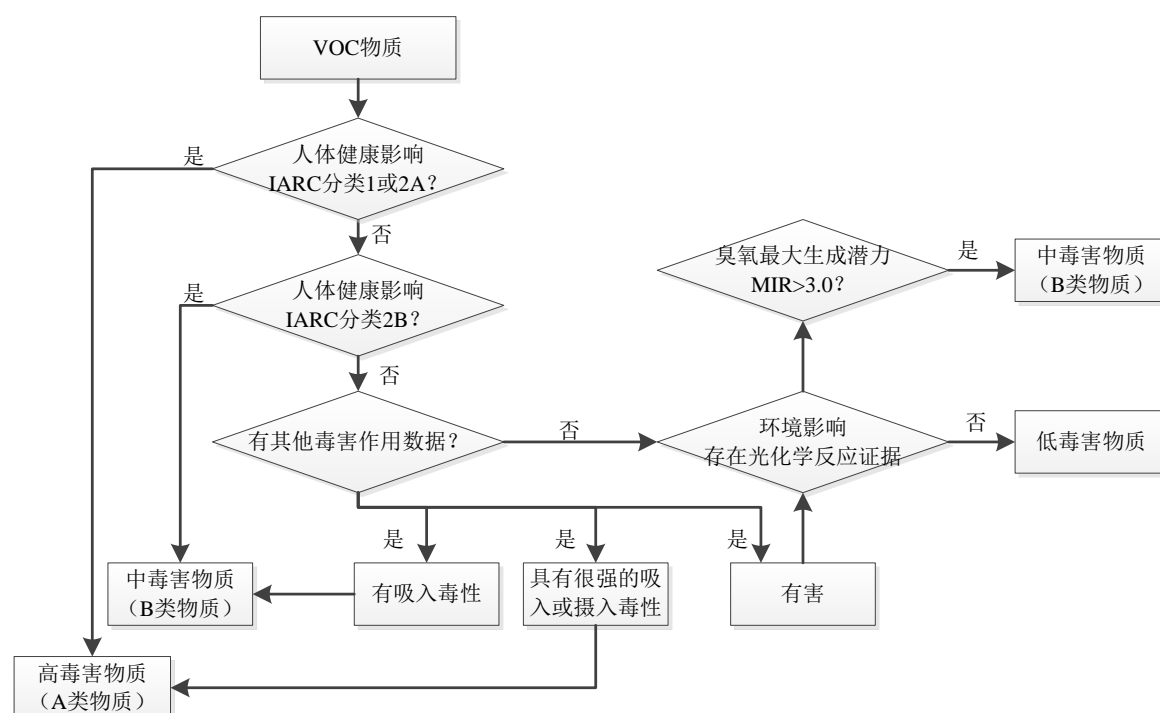 VOC物质
是
人体健康影响
IARC分类1或2A？
否
是
人体健康影响
IARC分类2B？
否
臭氧最大生成潜力
MIR>3.0？
是
中毒害物质
（B类物质）
有其他毒害作用数据？
否
环境影响
存在光化学反应证据
否
低毒害物质
是
是
是
中毒害物质
（B类物质）
有吸入毒性
具有很强的吸
入或摄入毒性
有害
高毒害物质
（A类物质）